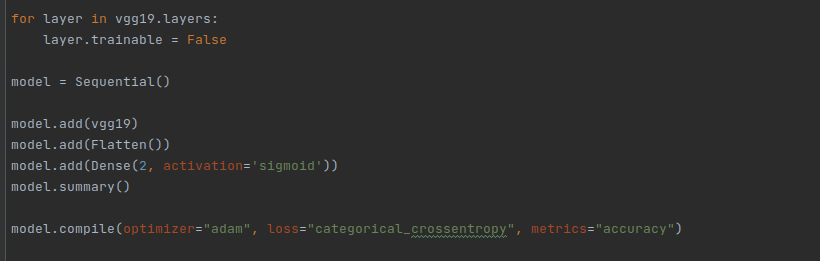 for layer in vgg19.layers:
    layer.trainable = False
model = Sequential()
model.add(vgg19)
model.add(Flatten())
model.add(Dense(2, activation='sigmoid'))
model.summary()
model.compile(optimizer="adam", loss="categorical_crossentropy", metrics="accuracy")